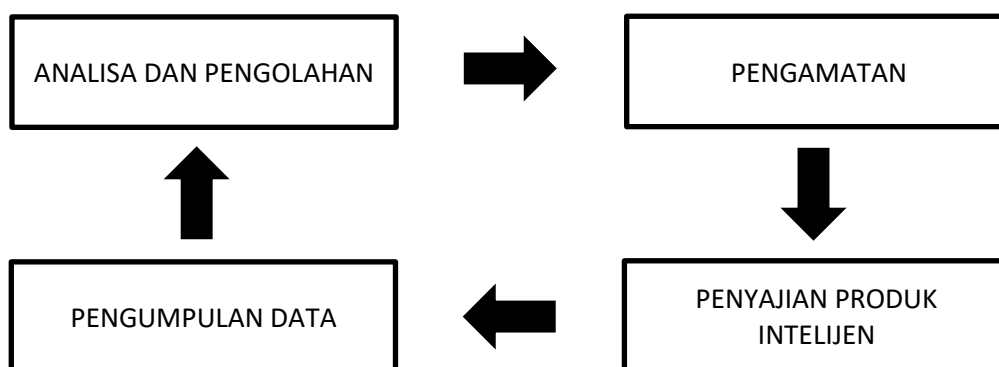 ANALISA DAN PENGOLAHAN
PENGAMATAN
PENGUMPULAN DATA
PENYAJIAN PRODUK
INTELIJEN